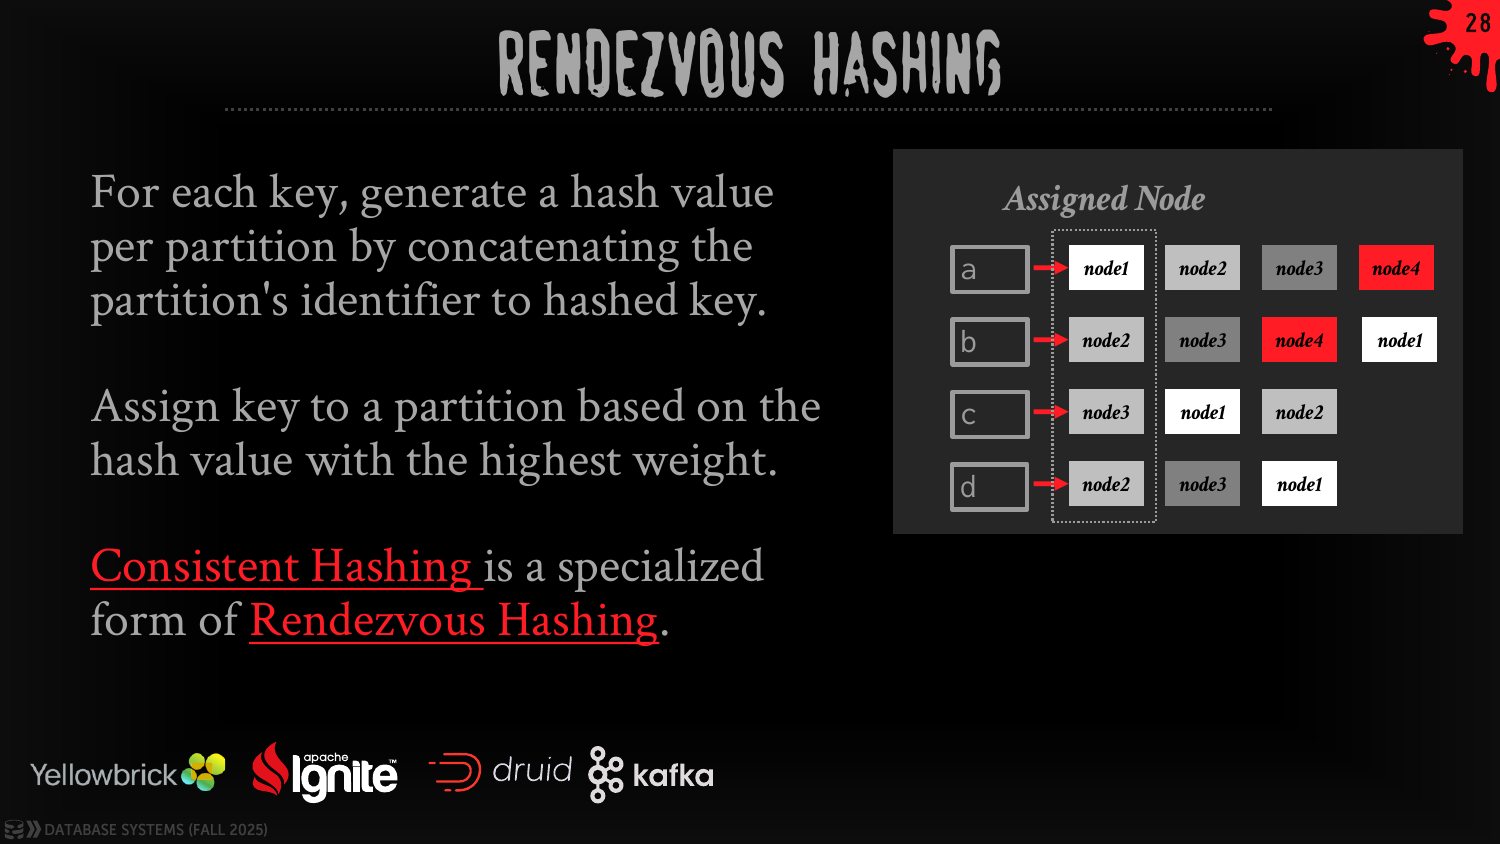 28
RENDEZVOUS HASHING
For each key, generate a hash value
per partition by concatenating the
partition's identifier to hashed key.
Assign key to a partition based on the
hash value with the highest weight.
Consistent Hashing is a specialized
form of Rendezvous Hashing.
Assigned Node
a node1 node2 node3 node4
b node2 node3 node4 node1
c node3 node1 node2
d node2 node3 node1
Yellowbrick apache Ignite™ druid kafka
DATABASE SYSTEMS (FALL 2025)